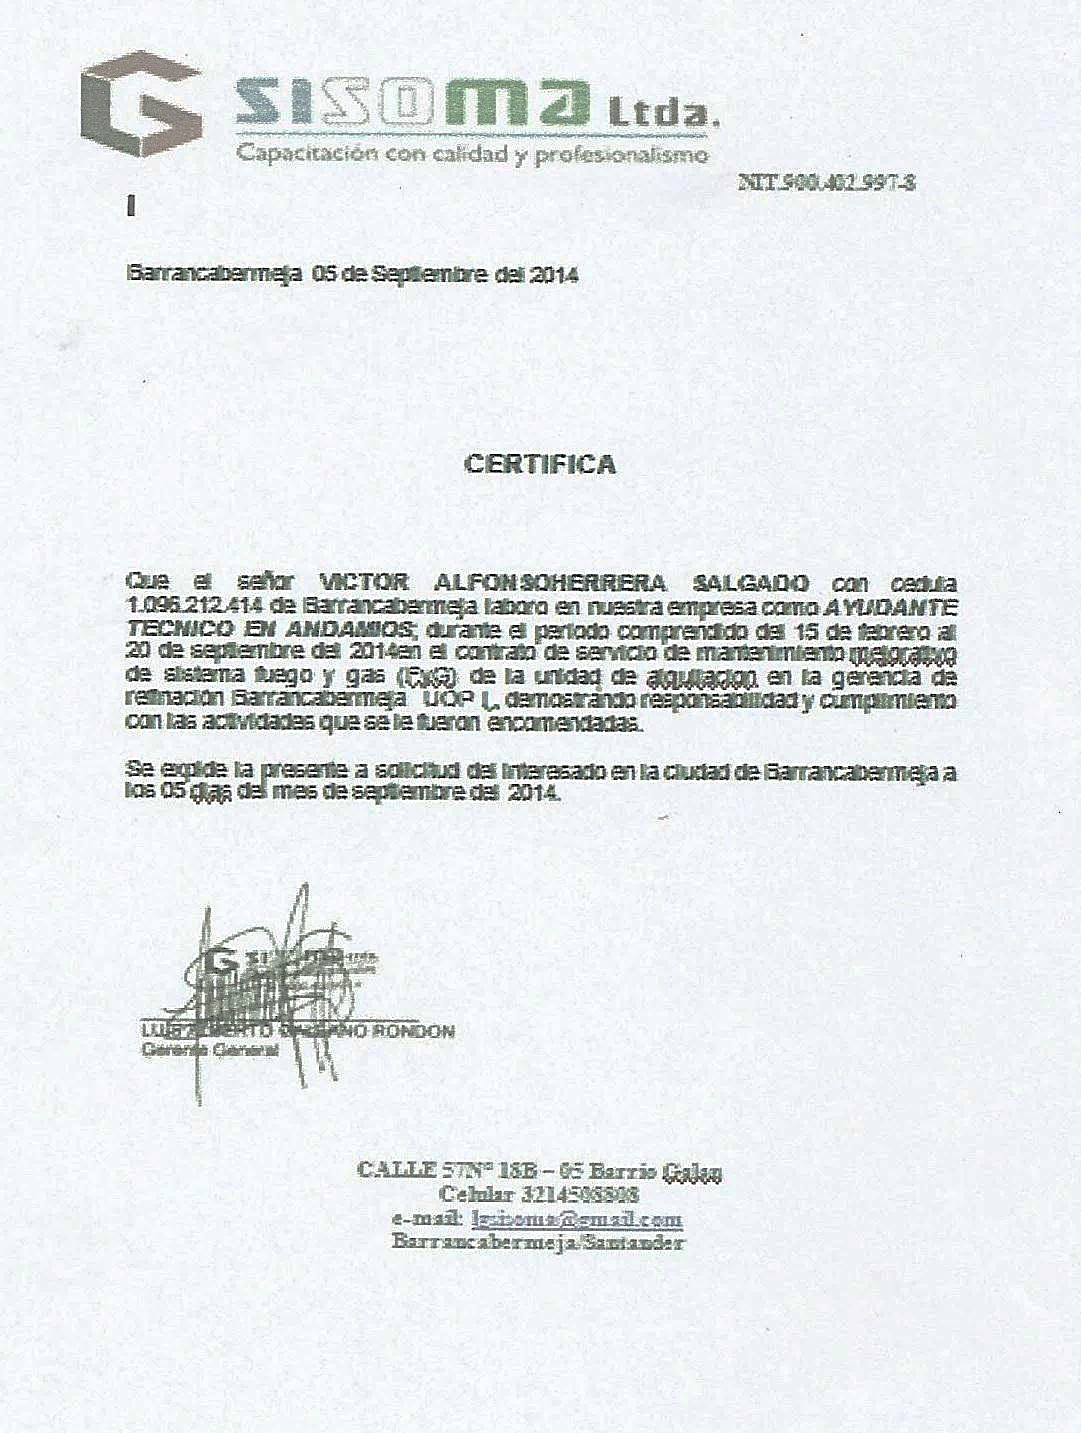 G SISOMA Ltda.
Capacitación con calidad y profesionalismo
NIT.900.402.997-8
Barrancabermeja 05 de Septiembre del 2014
CERTIFICA
Que el señor VICTOR ALFONSOHERRERA SALGADO con cedula
1.096.212.414 de Barrancabermeja laboro en nuestra empresa como AYUDANTE
TECNICO EN ANDAMIOS, durante el periodo comprendido del 15 de febrero al
20 de septiembre del 2014en el contrato de servicio de mantenimiento mejorativo
de sistema fuego y gas (FxG) de la unidad de alquilacion en la gerencia de
refinación Barrancabermeja UOP I, demostrando responsabilidad y cumplimiento
con las actividades que se le fueron encomendadas.
Se expide la presente a solicitud del interesado en la ciudad de Barrancabermeja a
los 05 dias del mes de septiembre del 2014.
G SISOMA Ltda.
LUIS ALBERTO RONDON
Gerente General
CALLE 57N° 18B – 05 Barrio Galan
Celular 3214508808
e-mail: lgsisoma@gmail.com
Barrancabermeja/Santander